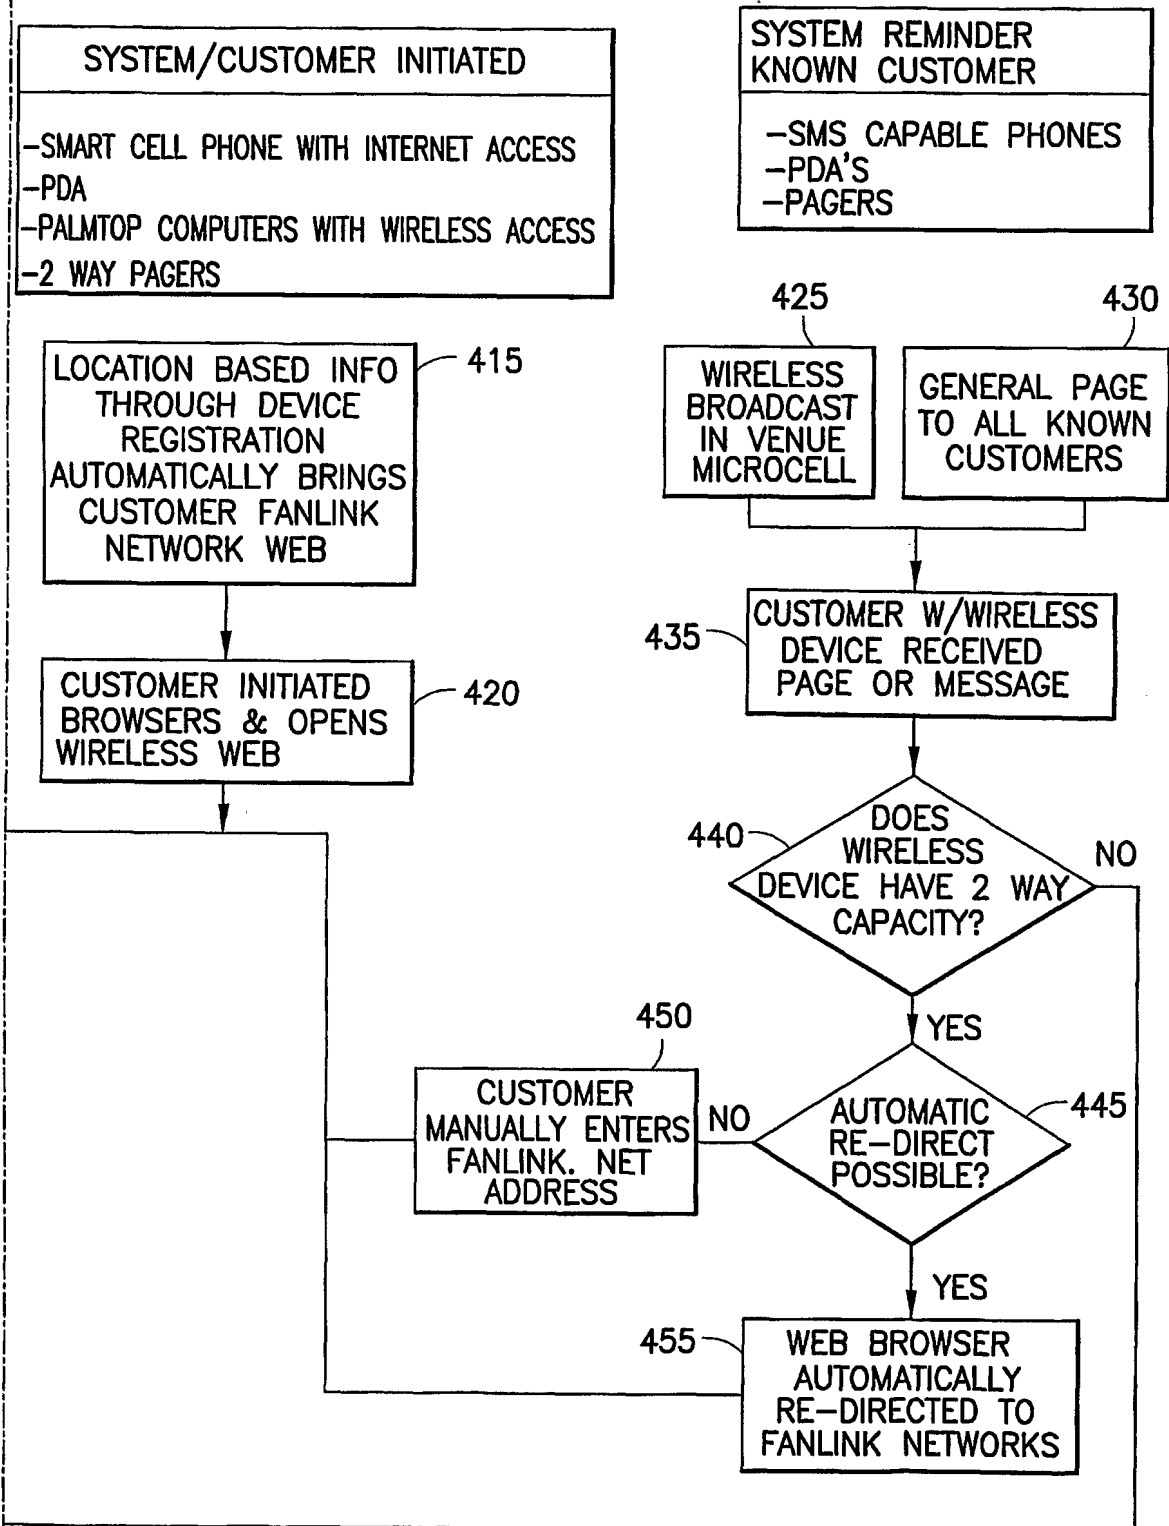 SYSTEM/CUSTOMER INITIATED
-SMART CELL PHONE WITH INTERNET ACCESS
-PDA
-PALMTOP COMPUTERS WITH WIRELESS ACCESS
-2 WAY PAGERS
SYSTEM REMINDER
KNOWN CUSTOMER
-SMS CAPABLE PHONES
-PDA'S
-PAGERS
415
LOCATION BASED INFO
THROUGH DEVICE
REGISTRATION
AUTOMATICALLY BRINGS
CUSTOMER FANLINK
NETWORK WEB
420
CUSTOMER INITIATED
BROWSERS & OPENS
WIRELESS WEB
425
WIRELESS
BROADCAST
IN VENUE
MICROCELL
430
GENERAL PAGE
TO ALL KNOWN
CUSTOMERS
435
CUSTOMER W/WIRELESS
DEVICE RECEIVED
PAGE OR MESSAGE
440
DOES
WIRELESS
DEVICE HAVE 2 WAY
CAPACITY?
NO
YES
445
AUTOMATIC
RE-DIRECT
POSSIBLE?
NO
450
CUSTOMER
MANUALLY ENTERS
FANLINK. NET
ADDRESS
YES
455
WEB BROWSER
AUTOMATICALLY
RE-DIRECTED TO
FANLINK NETWORKS